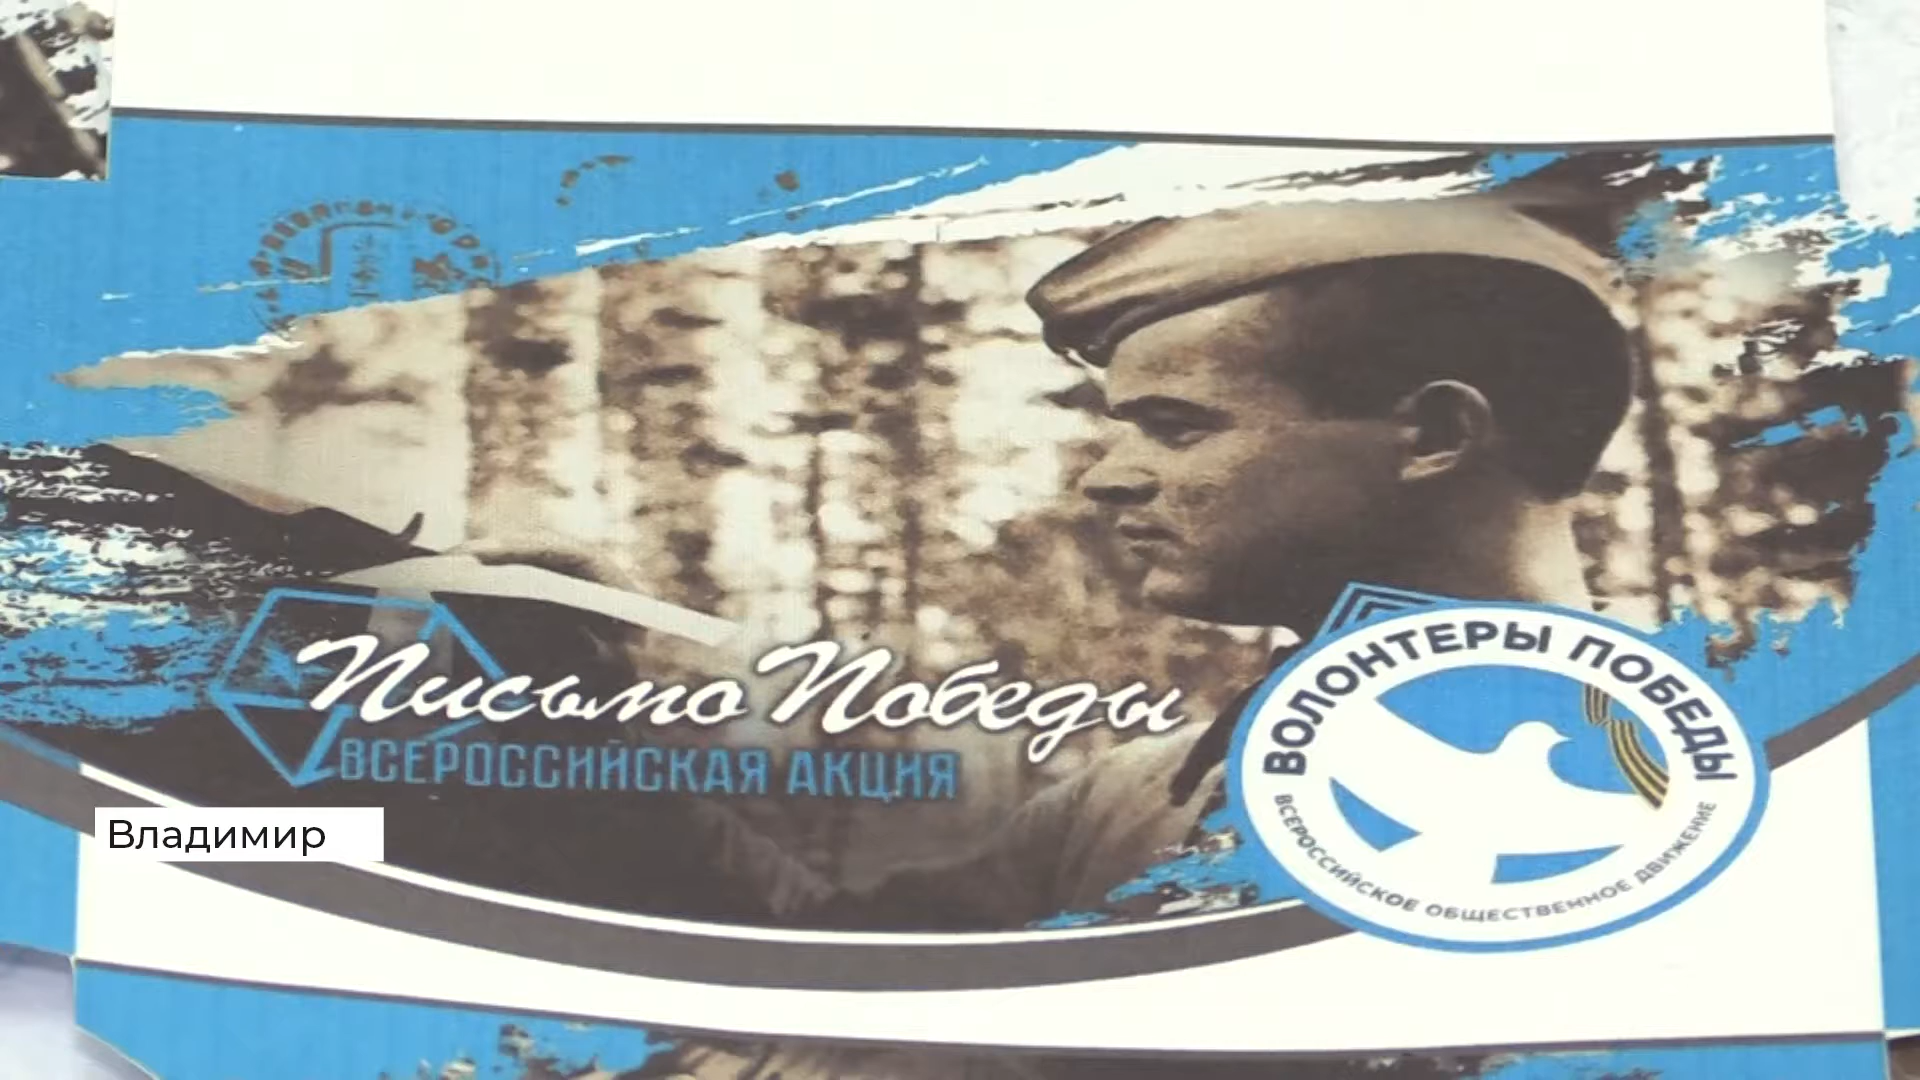 Письмо Победы
ВСЕРОССИЙСКАЯ АКЦИЯ
ВОЛОНТЕРЫ ПОБЕДЫ
ВСЕРОССИЙСКОЕ ОБЩЕСТВЕННОЕ ДВИЖЕНИЕ
Владимир